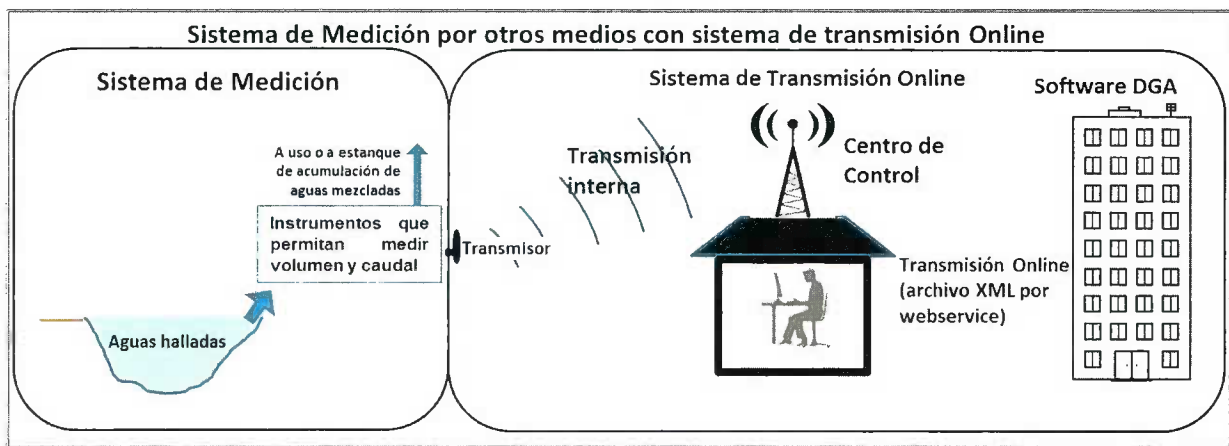 Sistema de Medición por otros medios con sistema de transmisión Online
Sistema de Medición
A uso o a estanque
de acumulación de
aguas mezcladas
Instrumentos que
permitan medir
volumen y caudal
Aguas halladas
Transmisor
Transmisión
interna
Sistema de Transmisión Online
Centro de
Control
Transmisión Online
(archivo XML por
webservice)
Software DGA